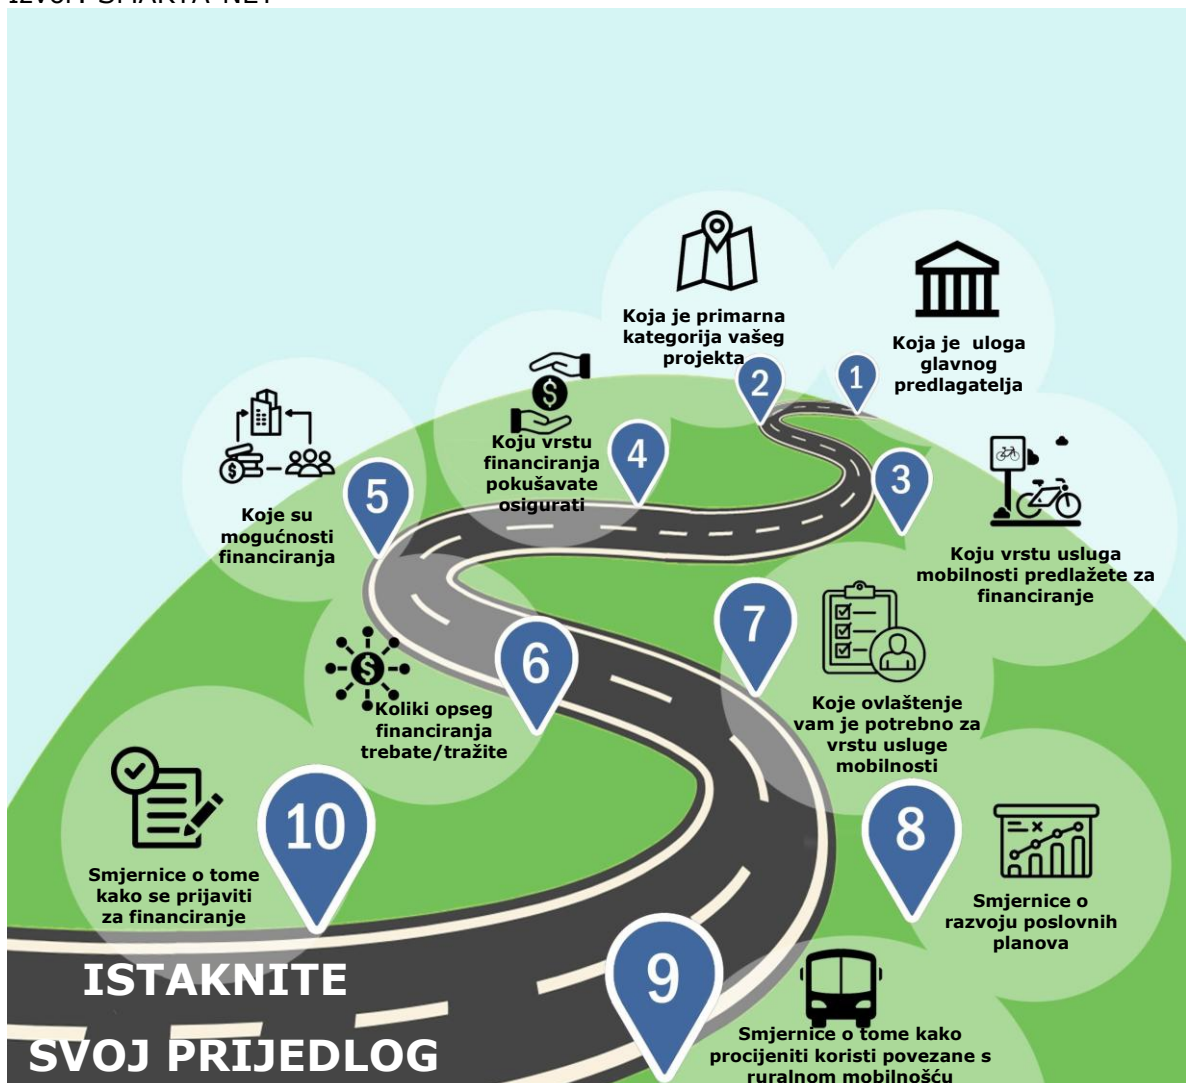 Izvor: SMARTA-NET
Koja je uloga
glavnog
predlagatelja
1
Koja je primarna
kategorija vašeg
projekta
2
3
Koju vrstu usluga
mobilnosti predlažete za
financiranje
Koju vrstu
financiranja
pokušavate
osigurati
4
Koje su
mogućnosti
financiranja
5
Koliki opseg
financiranja
trebate/tražite
6
7
Koje ovlaštenje
vam je potrebno za
vrstu usluge
mobilnosti
8
Smjernice o
razvoju poslovnih
planova
9
Smjernice o tome kako
procijeniti koristi povezane s
ruralnom mobilnošću
10
Smjernice o tome
kako se prijaviti
za financiranje
ISTAKNITE
SVOJ PRIJEDLOG